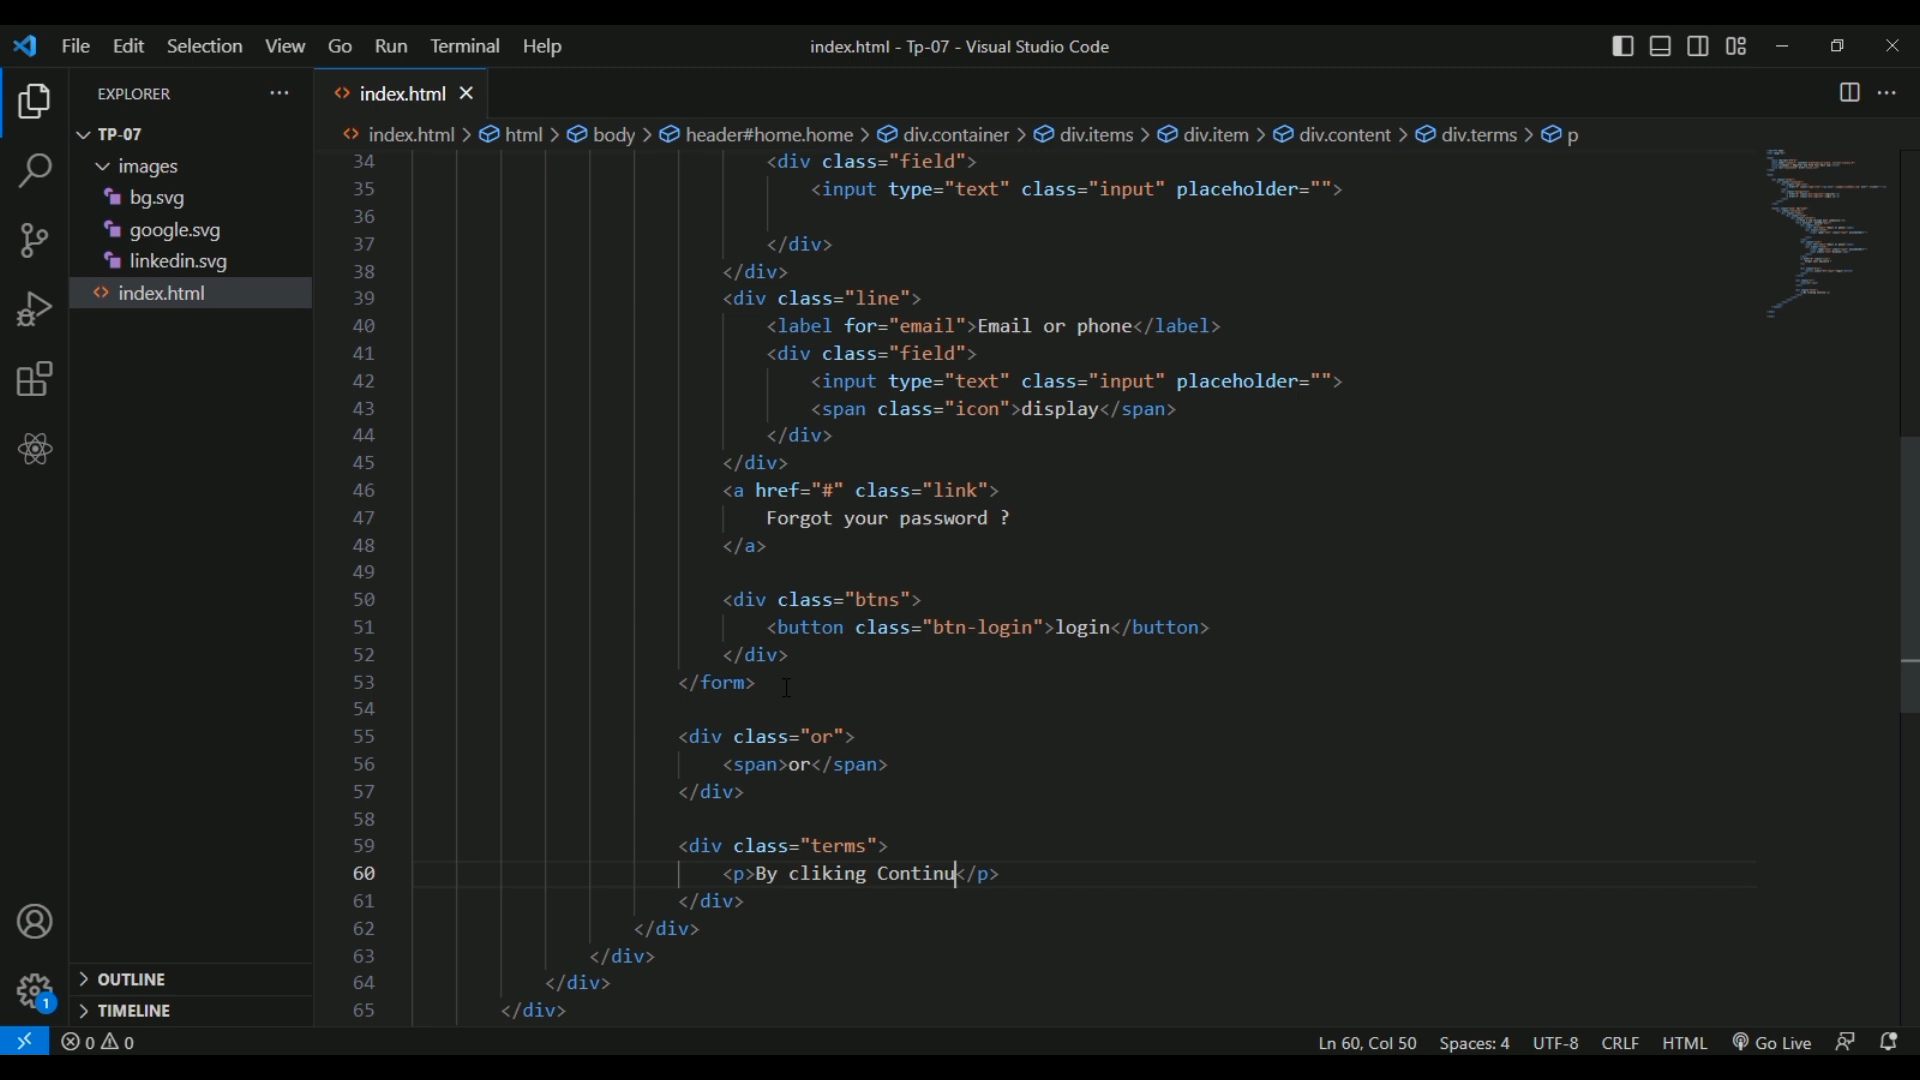 File Edit Selection View Go Run Terminal Help
index.html - Tp-07 - Visual Studio Code
EXPLORER
index.html
TP-07
images
bg.svg
google.svg
linkedin.svg
index.html
index.html > html > body > header#home.home > div.container > div.items > div.item > div.content > div.terms > p
34 <div class="field">
35 <input type="text" class="input" placeholder="">
36
37 </div>
38 </div>
39 <div class="line">
40 <label for="email">Email or phone</label>
41 <div class="field">
42 <input type="text" class="input" placeholder="">
43 <span class="icon">display</span>
44 </div>
45 </div>
46 <a href="#" class="link">
47 Forgot your password ?
48 </a>
49
50 <div class="btns">
51 <button class="btn-login">login</button>
52 </div>
53 </form>
54
55 <div class="or">
56 <span>or</span>
57 </div>
58
59 <div class="terms">
60 <p>By cliking Continu</p>
61 </div>
62 </div>
63 </div>
64 </div>
65 </div>
OUTLINE
TIMELINE
1
0 0
Ln 60, Col 50 Spaces: 4 UTF-8 CRLF HTML Go Live